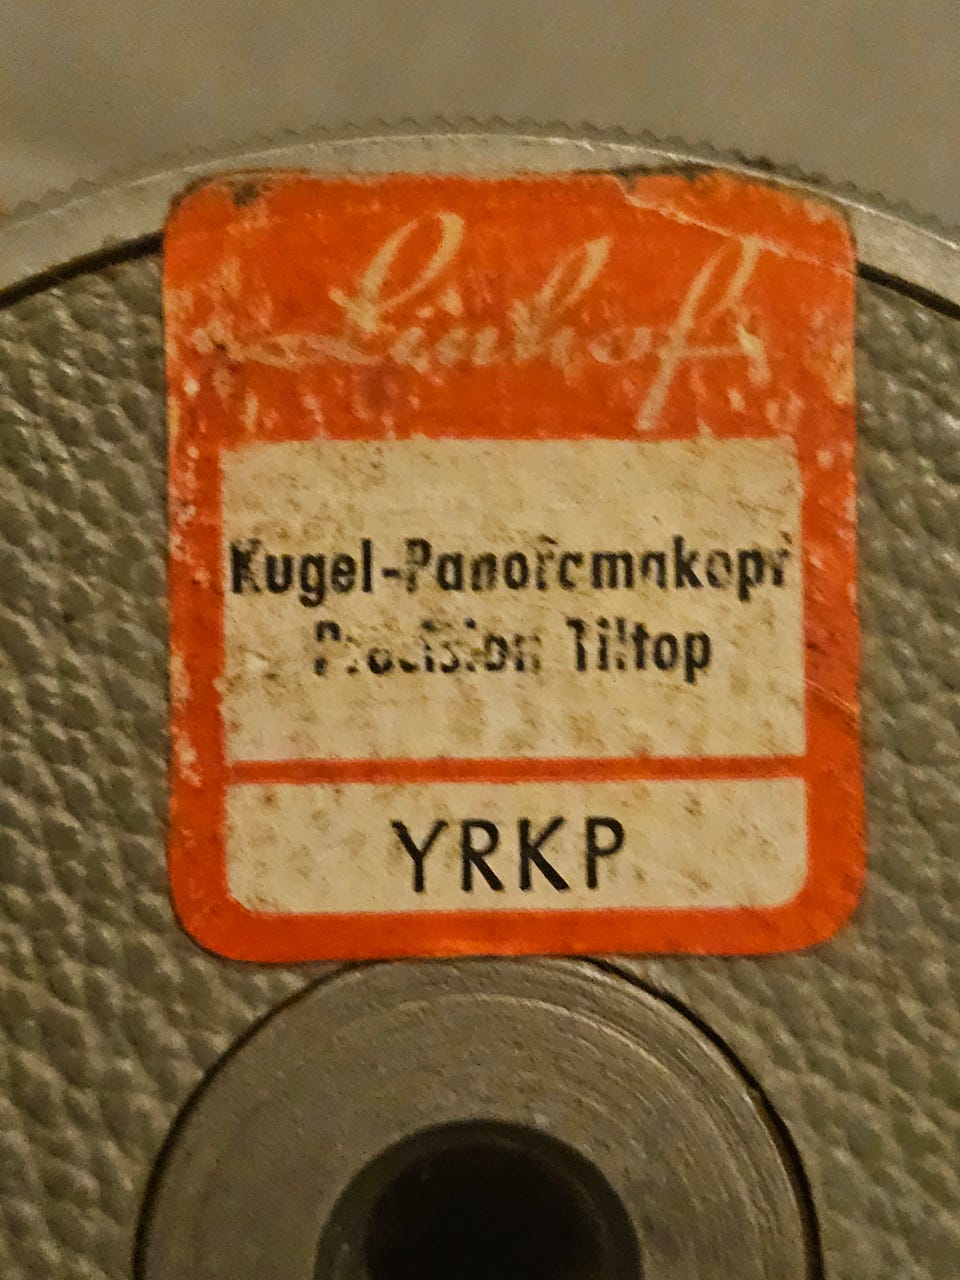 Linhof
Kugel-Panoramakopf
Precision Tiltop
YRKP